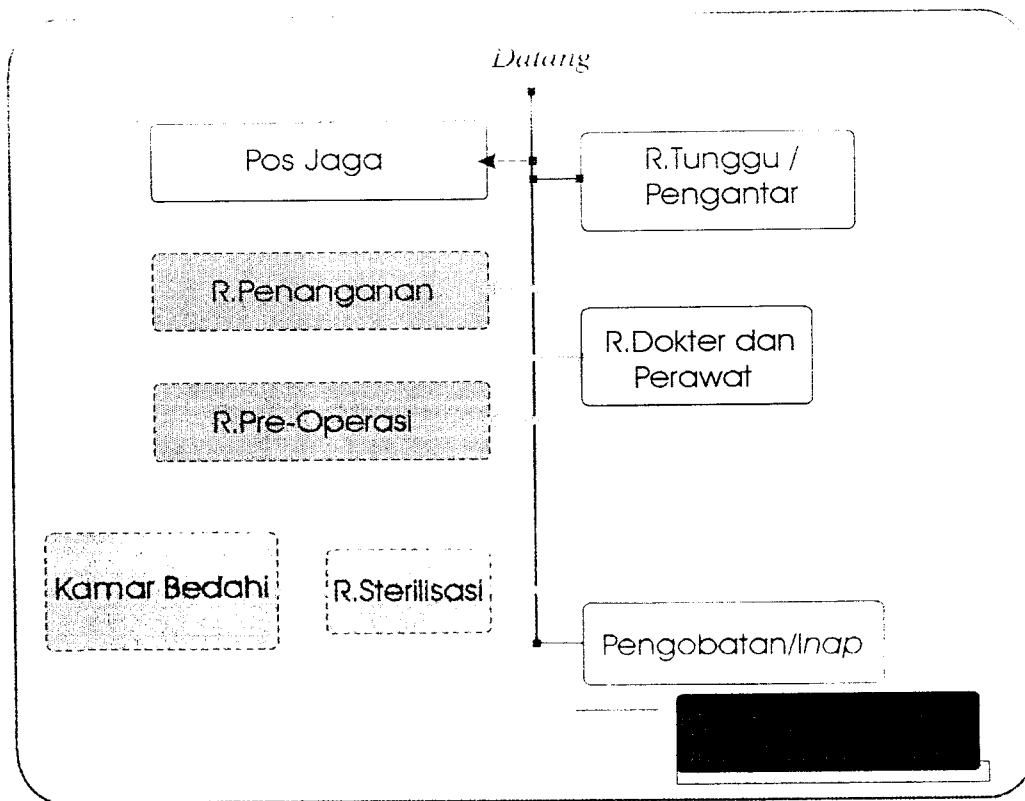 Datang
Pos Jaga
R.Tunggu /
Pengantar
R.Penanganan
R.Dokter dan
Perawat
R.Pre-Operasi
Kamar Bedahi
R.Sterilisasi
Pengobatan/Inap